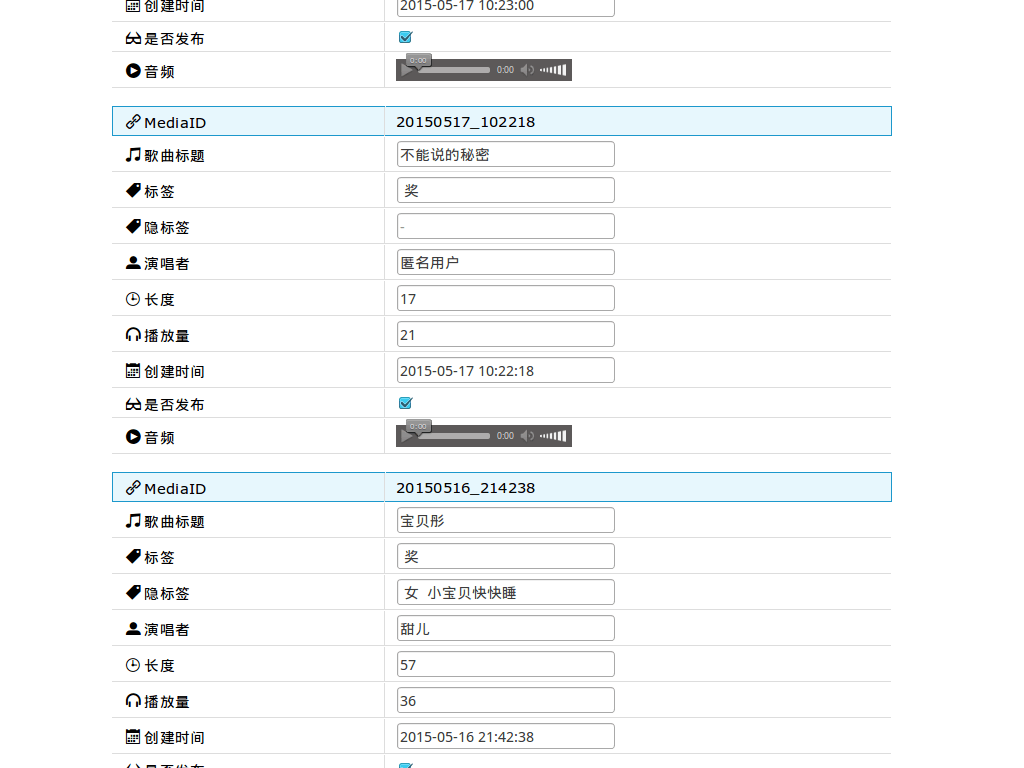 创建时间 2015-05-17 10:23:00
是否发布
音频 0:00 0:00
MediaID 20150517_102218
歌曲标题 不能说的秘密
标签 奖
隐标签 -
演唱者 匿名用户
长度 17
播放量 21
创建时间 2015-05-17 10:22:18
是否发布
音频 0:00 0:00
MediaID 20150516_214238
歌曲标题 宝贝彤
标签 奖
隐标签 女 小宝贝快快睡
演唱者 甜儿
长度 57
播放量 36
创建时间 2015-05-16 21:42:38
是否发布